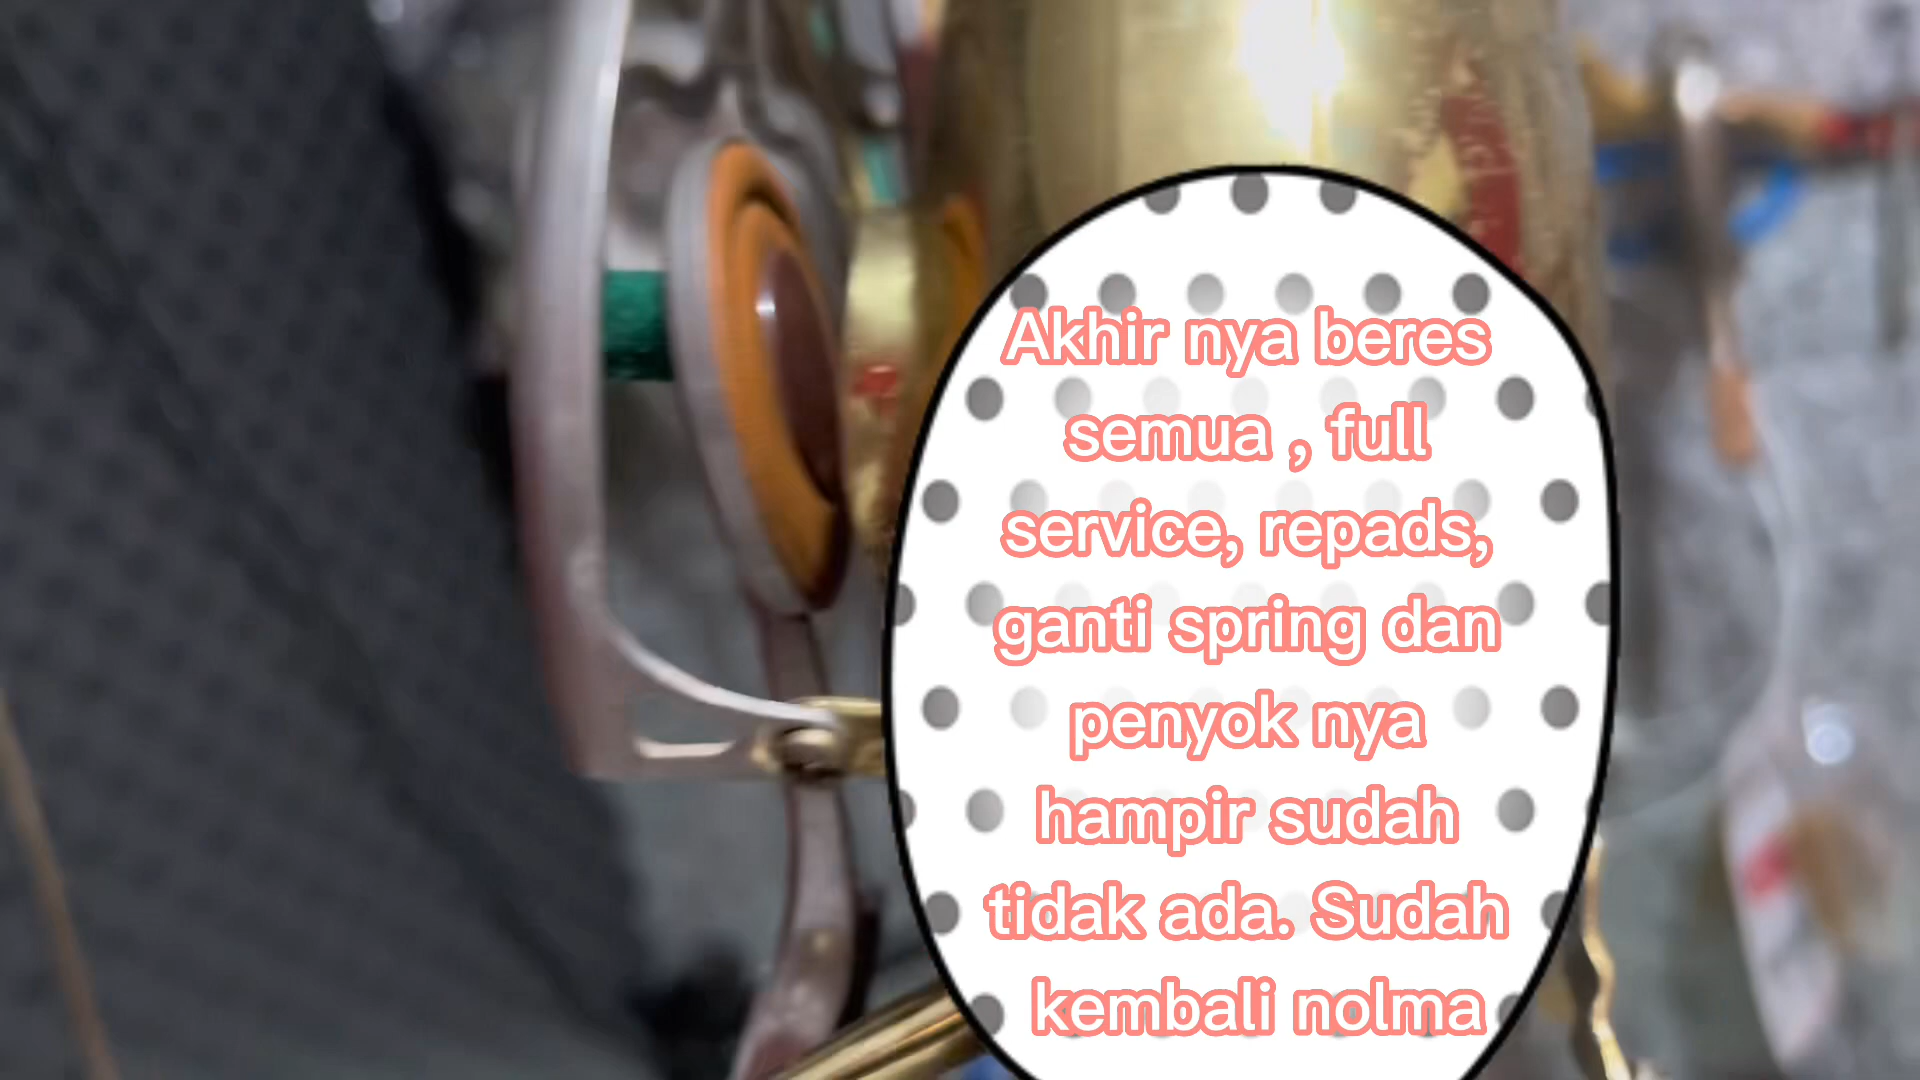 Akhir nya beres
semua , full
service, repads,
ganti spring dan
penyok nya
hampir sudah
tidak ada. Sudah
kembali nolma